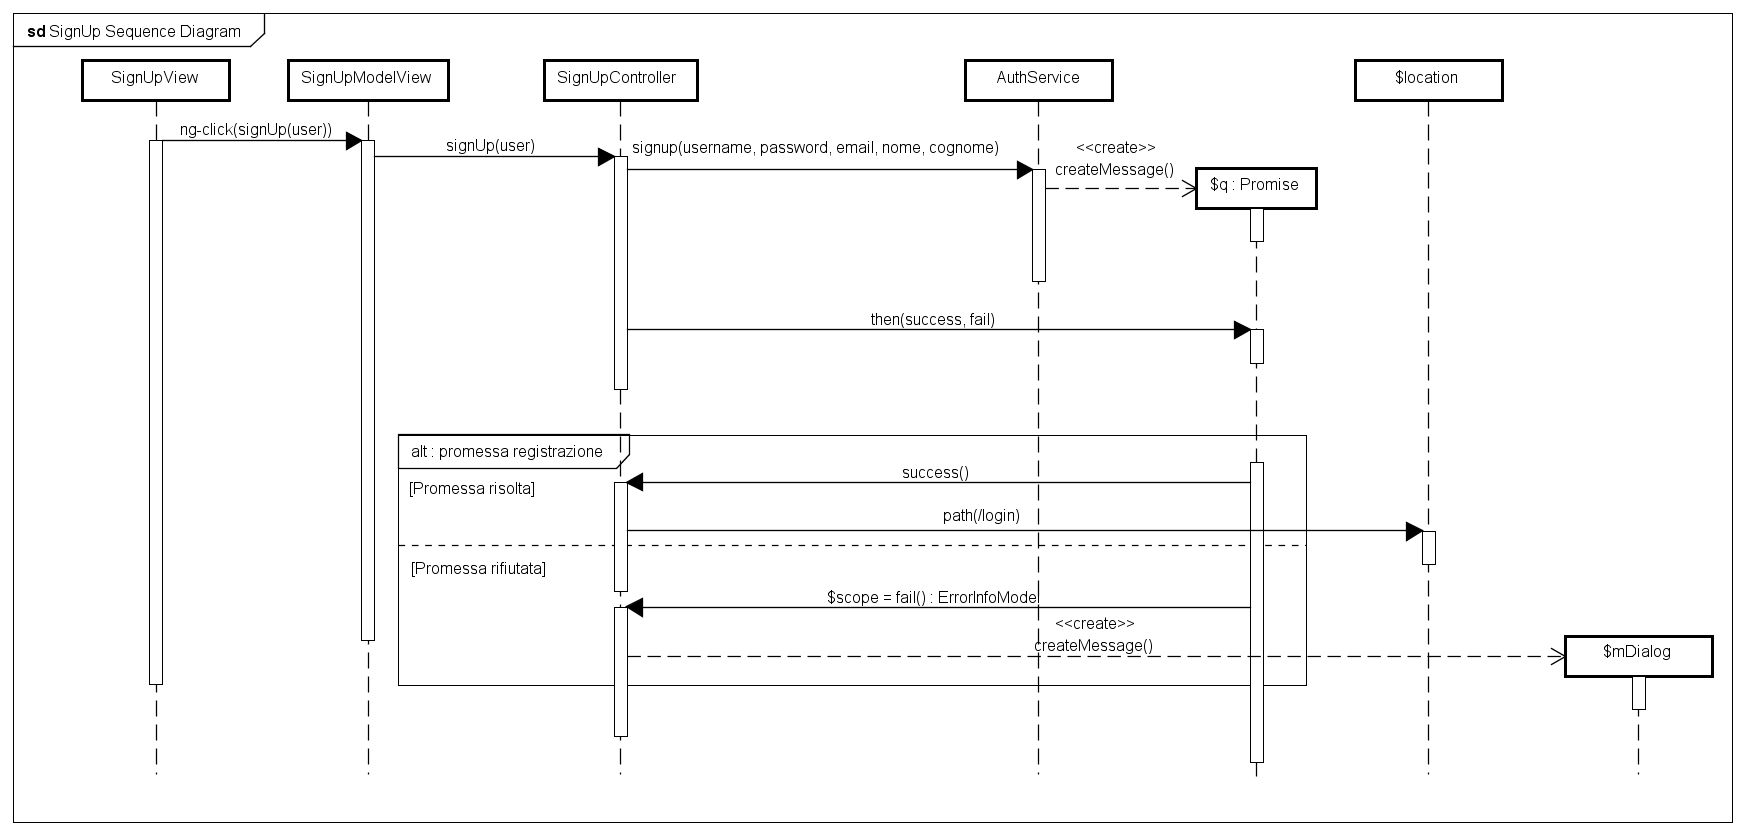 sd SignUp Sequence Diagram
SignUpView
SignUpModelView
SignUpController
AuthService
$location
ng-click(signUp(user))
signUp(user)
signup(username, password, email, nome, cognome)
<<create>>
createMessage()
$q : Promise
then(success, fail)
alt : promessa registrazione
success()
[Promessa risolta]
path(/login)
[Promessa rifiutata]
$scope = fail() : ErrorInfoModel
<<create>>
createMessage()
$mDialog